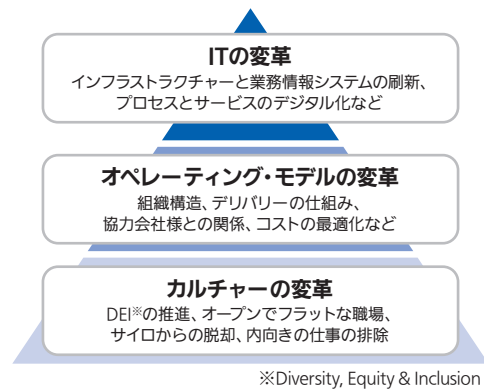 ITの変革
インフラストラクチャーと業務情報システムの刷新、
プロセスとサービスのデジタル化など
オペレーティング・モデルの変革
組織構造、デリバリーの仕組み、
協力会社様との関係、コストの最適化など
カルチャーの変革
DEI※の推進、オープンでフラットな職場、
サイロからの脱却、内向きの仕事の排除
※Diversity, Equity & Inclusion